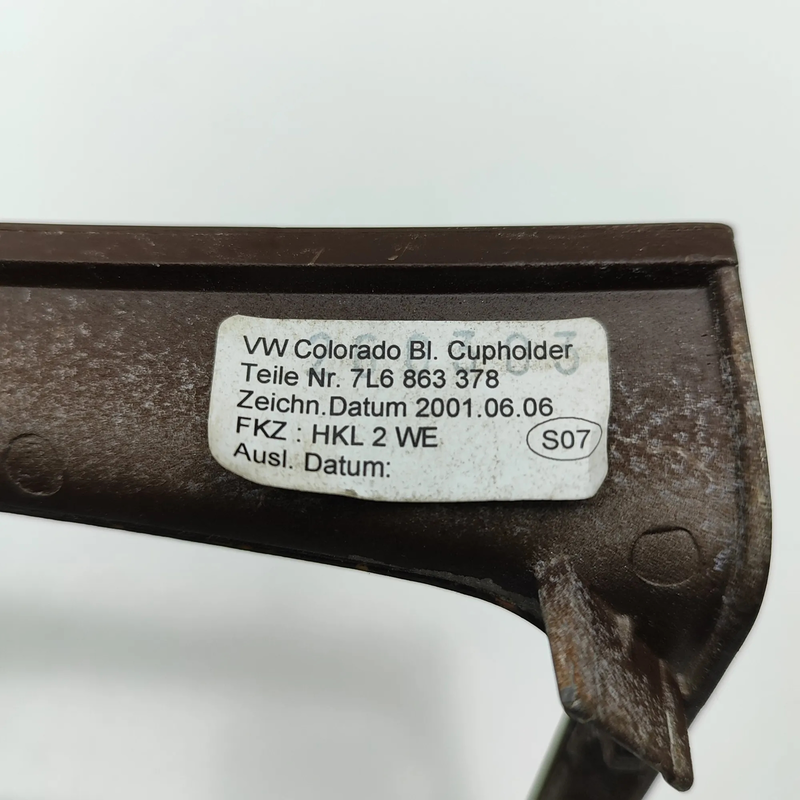 VW Colorado Bl. Cupholder
Teile Nr. 7L6 863 378
Zeichn.Datum 2001.06.06
FKZ : HKL 2 WE
S07
Ausl. Datum: